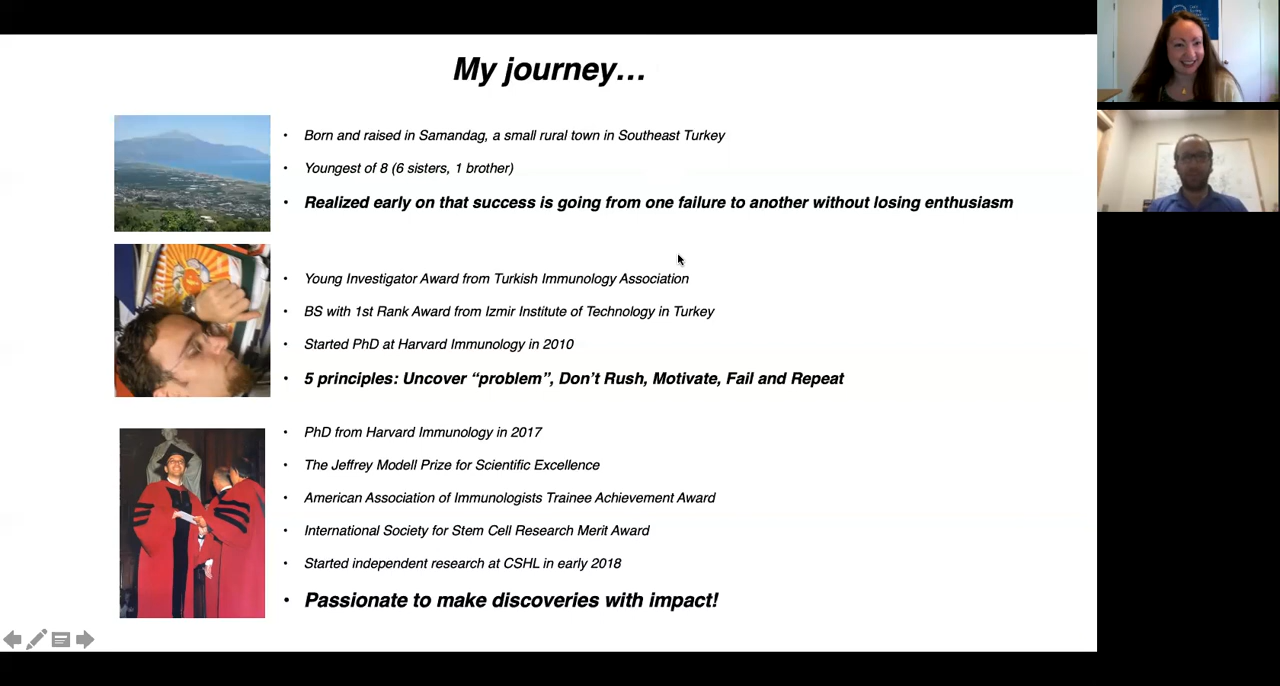 My journey...
• Born and raised in Samandag, a small rural town in Southeast Turkey
• Youngest of 8 (6 sisters, 1 brother)
• Realized early on that success is going from one failure to another without losing enthusiasm
• Young Investigator Award from Turkish Immunology Association
• BS with 1st Rank Award from Izmir Institute of Technology in Turkey
• Started PhD at Harvard Immunology in 2010
• 5 principles: Uncover “problem”, Don’t Rush, Motivate, Fail and Repeat
• PhD from Harvard Immunology in 2017
• The Jeffrey Modell Prize for Scientific Excellence
• American Association of Immunologists Trainee Achievement Award
• International Society for Stem Cell Research Merit Award
• Started independent research at CSHL in early 2018
• Passionate to make discoveries with impact!